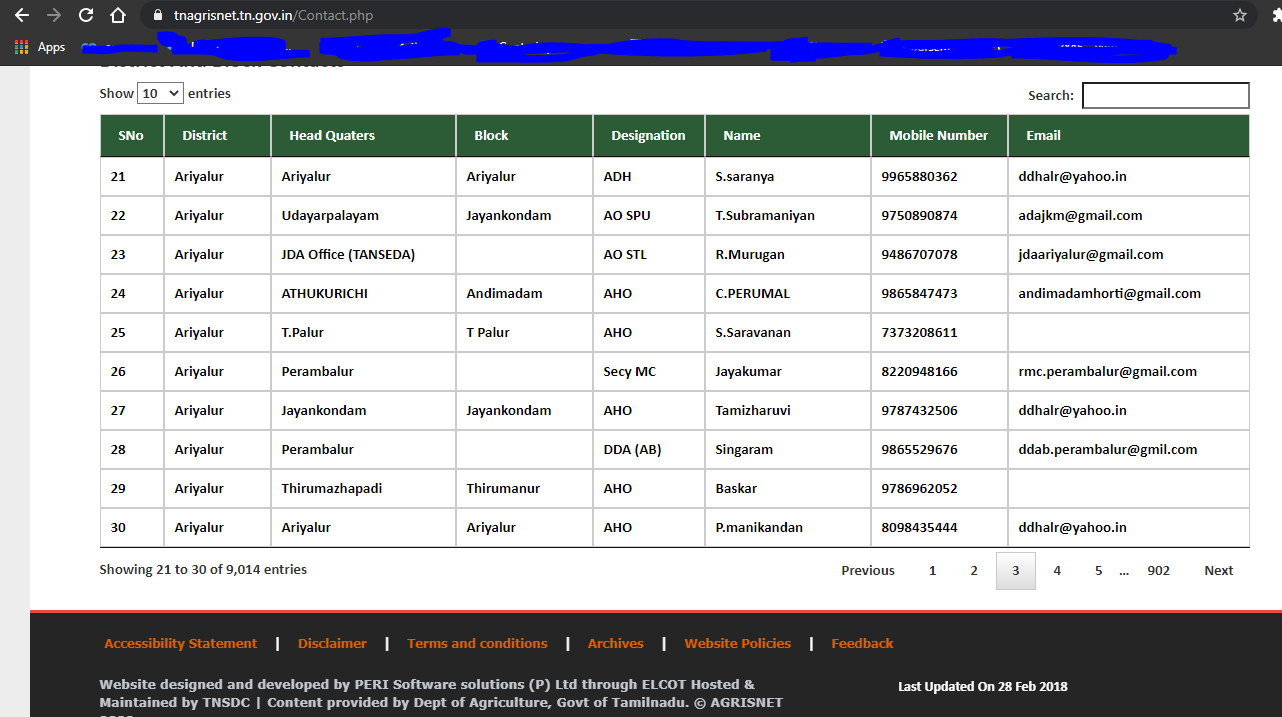 tnagrisnet.tn.gov.in/Contact.php
Apps
Show 10 entries
Search:
SNo District Head Quaters Block Designation Name Mobile Number Email
21 Ariyalur Ariyalur Ariyalur ADH S.saranya 9965880362 ddhalr@yahoo.in
22 Ariyalur Udayarpalayam Jayankondam AO SPU T.Subramaniyan 9750890874 adajkm@gmail.com
23 Ariyalur JDA Office (TANSEDA) AO STL R.Murugan 9486707078 jdaariyalur@gmail.com
24 Ariyalur ATHUKURICHI Andimadam AHO C.PERUMAL 9865847473 andimadamhorti@gmail.com
25 Ariyalur T.Palur T Palur AHO S.Saravanan 7373208611
26 Ariyalur Perambalur Secy MC Jayakumar 8220948166 rmc.perambalur@gmail.com
27 Ariyalur Jayankondam Jayankondam AHO Tamizharuvi 9787432506 ddhalr@yahoo.in
28 Ariyalur Perambalur DDA (AB) Singaram 9865529676 ddab.perambalur@gmil.com
29 Ariyalur Thirumazhapadi Thirumanur AHO Baskar 9786962052
30 Ariyalur Ariyalur Ariyalur AHO P.manikandan 8098435444 ddhalr@yahoo.in
Showing 21 to 30 of 9,014 entries
Previous 1 2 3 4 5 … 902 Next
Accessibility Statement | Disclaimer | Terms and conditions | Archives | Website Policies | Feedback
Website designed and developed by PERI Software solutions (P) Ltd through ELCOT Hosted &
Maintained by TNSDC | Content provided by Dept of Agriculture, Govt of Tamilnadu. © AGRISNET
Last Updated On 28 Feb 2018